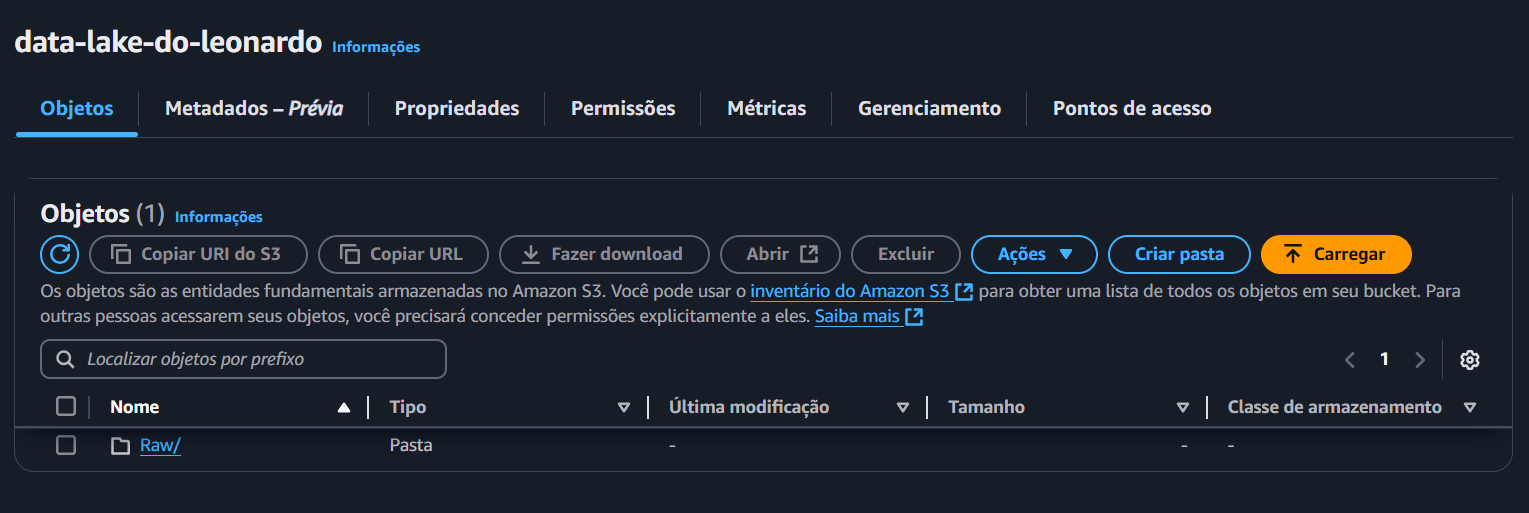 data-lake-do-leonardo Informações
Objetos Metadados – Prévia Propriedades Permissões Métricas Gerenciamento Pontos de acesso
Objetos (1) Informações
Copiar URI do S3 Copiar URL Fazer download Abrir Excluir Ações Criar pasta Carregar
Os objetos são as entidades fundamentais armazenadas no Amazon S3. Você pode usar o inventário do Amazon S3 para obter uma lista de todos os objetos em seu bucket. Para
outras pessoas acessarem seus objetos, você precisará conceder permissões explicitamente a eles. Saiba mais
Localizar objetos por prefixo 1
Nome Tipo Última modificação Tamanho Classe de armazenamento
Raw/ Pasta - - -